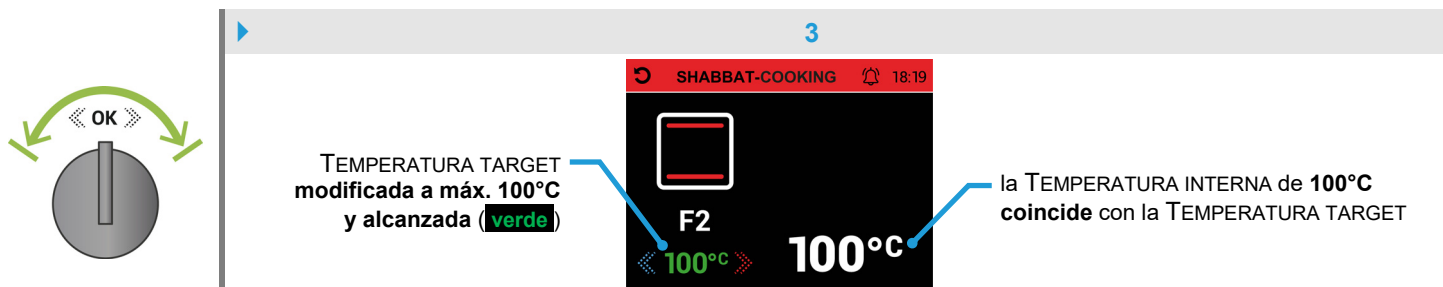 3
SHABBAT-COOKING 18:19
OK
TEMPERATURA TARGET
modificada a máx. 100°C
y alcanzada (verde)
la TEMPERATURA INTERNA de 100°C
coincide con la TEMPERATURA TARGET
F2
100°C
100°C